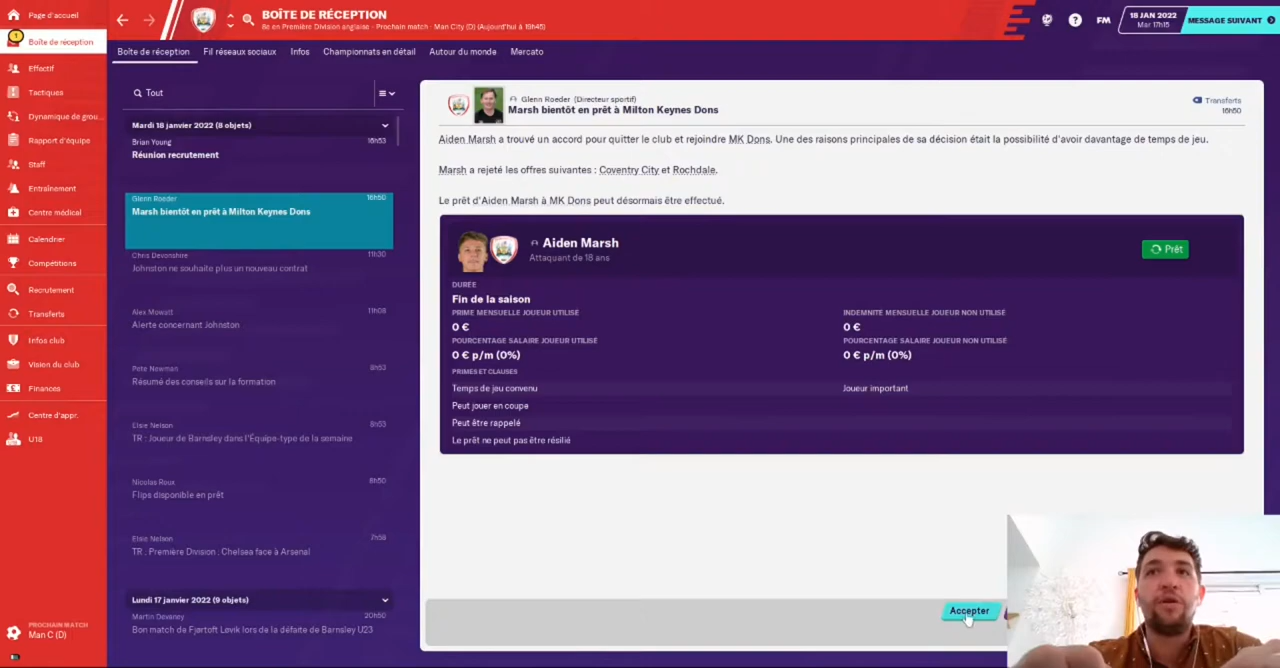 Page d'accueil
1
Boîte de réception
Effectif
Tactiques
Dynamique de grou...
Rapport d'équipe
Staff
Entraînement
Centre médical
Calendrier
Compétitions
Recrutement
Transferts
Infos club
Vision du club
Finances
Centre d'appr.
U18
PROCHAIN MATCH
Man C (D)
BOÎTE DE RÉCEPTION
6e en Première Division anglaise - Prochain match - Man City (D) (Aujourd'hui à 19h45)
?
FM
18 JAN 2022
Mar 17h15
MESSAGE SUIVANT
Boîte de réception
Fil réseaux sociaux
Infos
Championnats en détail
Autour du monde
Mercato
Tout
Mardi 18 janvier 2022 (8 objets)
Brian Young 16h53
Réunion recrutement
Glenn Roeder 16h50
Marsh bientôt en prêt à Milton Keynes Dons
Chris Devonshire 11h30
Johnston ne souhaite plus un nouveau contrat
Alex Mowatt 11h08
Alerte concernant Johnston
Pete Newman 8h53
Résumé des conseils sur la formation
Elsie Nelson 8h53
TR : Joueur de Barnsley dans l'Équipe-type de la semaine
Nicolas Roux 8h50
Flips disponible en prêt
Elsie Nelson 7h58
TR : Première Division : Chelsea face à Arsenal
Lundi 17 janvier 2022 (9 objets)
Martin Devaney 20h50
Bon match de Fjørtoft Løvik lors de la défaite de Barnsley U23
Glenn Roeder (Directeur sportif)
Marsh bientôt en prêt à Milton Keynes Dons
Transferts
16h50
Aiden Marsh a trouvé un accord pour quitter le club et rejoindre MK Dons. Une des raisons principales de sa décision était la possibilité d'avoir davantage de temps de jeu.
Marsh a rejeté les offres suivantes : Coventry City et Rochdale.
Le prêt d'Aiden Marsh à MK Dons peut désormais être effectué.
Aiden Marsh
Attaquant de 18 ans
Prêt
DURÉE
Fin de la saison
PRIME MENSUELLE JOUEUR UTILISÉ
0 €
INDEMNITÉ MENSUELLE JOUEUR NON UTILISÉ
0 €
POURCENTAGE SALAIRE JOUEUR UTILISÉ
0 € p/m (0%)
POURCENTAGE SALAIRE JOUEUR NON UTILISÉ
0 € p/m (0%)
PRIMES ET CLAUSES
Temps de jeu convenu Joueur important
Peut jouer en coupe
Peut être rappelé
Le prêt ne peut pas être résilié
Accepter